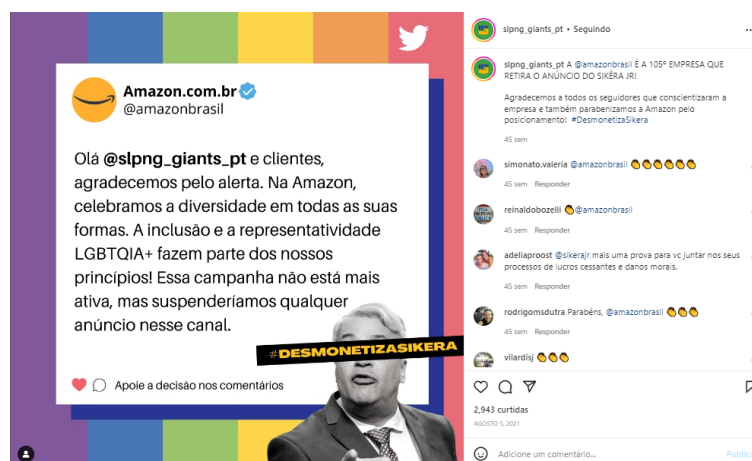 Amazon.com.br
@amazonbrasil
Olá @slpng_giants_pt e clientes,
agradecemos pelo alerta. Na Amazon,
celebramos a diversidade em todas as suas
formas. A inclusão e a representatividade
LGBTQIA+ fazem parte dos nossos
princípios! Essa campanha não está mais
ativa, mas suspenderíamos qualquer
anúncio nesse canal.
#DESMONETIZASIKERA
Apoie a decisão nos comentários
slpng_giants_pt • Seguindo
slpng_giants_pt A @amazonbrasil É A 105ª EMPRESA QUE
RETIRA O ANÚNCIO DO SIKÊRA JR!
Agradecemos a todos os seguidores que conscientizaram a
empresa e também parabenizamos a Amazon pelo
posicionamento! #DesmonetizaSikera
45 sem
simonato.valeria @amazonbrasil 👏👏👏👏👏👏
45 sem Responder
reinaldobozelli 👏@amazonbrasil
45 sem Responder
adeliaproost @sikerajr mais uma prova para vc juntar nos seus
processos de lucros cessantes e danos morais.
45 sem Responder
rodrigomsdutra Parabéns, @amazonbrasil 👏👏👏
45 sem Responder
vilardisj 👏👏👏
2,943 curtidas
AGOSTO 5, 2021
Adicione um comentário...
Public